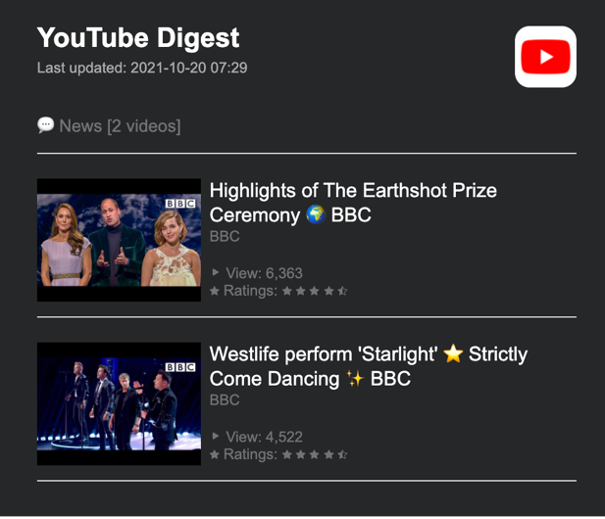 YouTube Digest
Last updated: 2021-10-20 07:29
💬 News [2 videos]
BBC
Highlights of The Earthshot Prize
Ceremony 🌍 BBC
BBC
▸ View: 6,363
★ Ratings: ★ ★ ★ ★ ⯪
BBC
Westlife perform 'Starlight' ⭐ Strictly
Come Dancing ✨ BBC
BBC
▸ View: 4,522
★ Ratings: ★ ★ ★ ★ ⯪